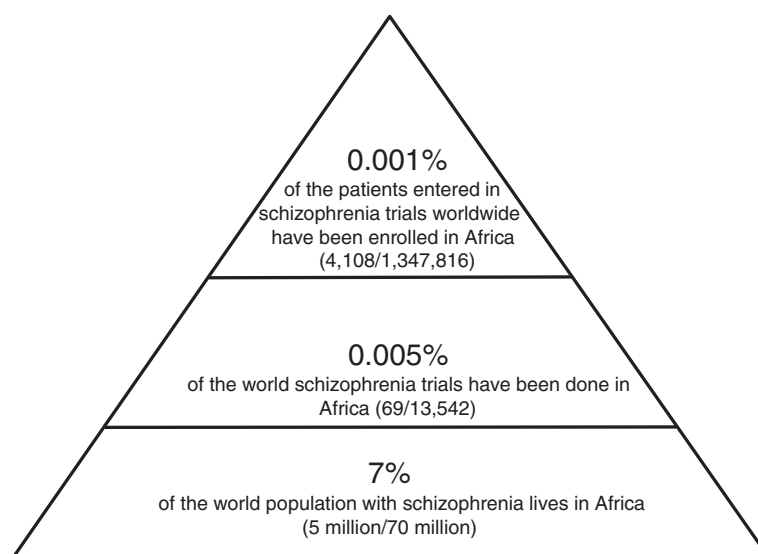 0.001%
of the patients entered in
schizophrenia trials worldwide
have been enrolled in Africa
(4,108/1,347,816)
0.005%
of the world schizophrenia trials have been done in
Africa (69/13,542)
7%
of the world population with schizophrenia lives in Africa
(5 million/70 million)